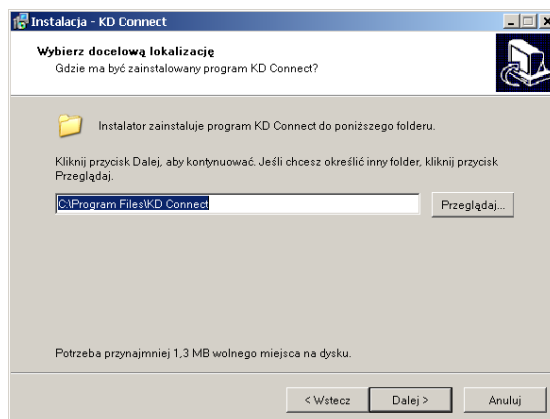 Instalacja - KD Connect
Wybierz docelową lokalizację
Gdzie ma być zainstalowany program KD Connect?
Instalator zainstaluje program KD Connect do poniższego folderu.
Kliknij przycisk Dalej, aby kontynuować. Jeśli chcesz określić inny folder, kliknij przycisk
Przeglądaj.
C:\Program Files\KD Connect
Przeglądaj...
Potrzeba przynajmniej 1,3 MB wolnego miejsca na dysku.
< Wstecz
Dalej >
Anuluj